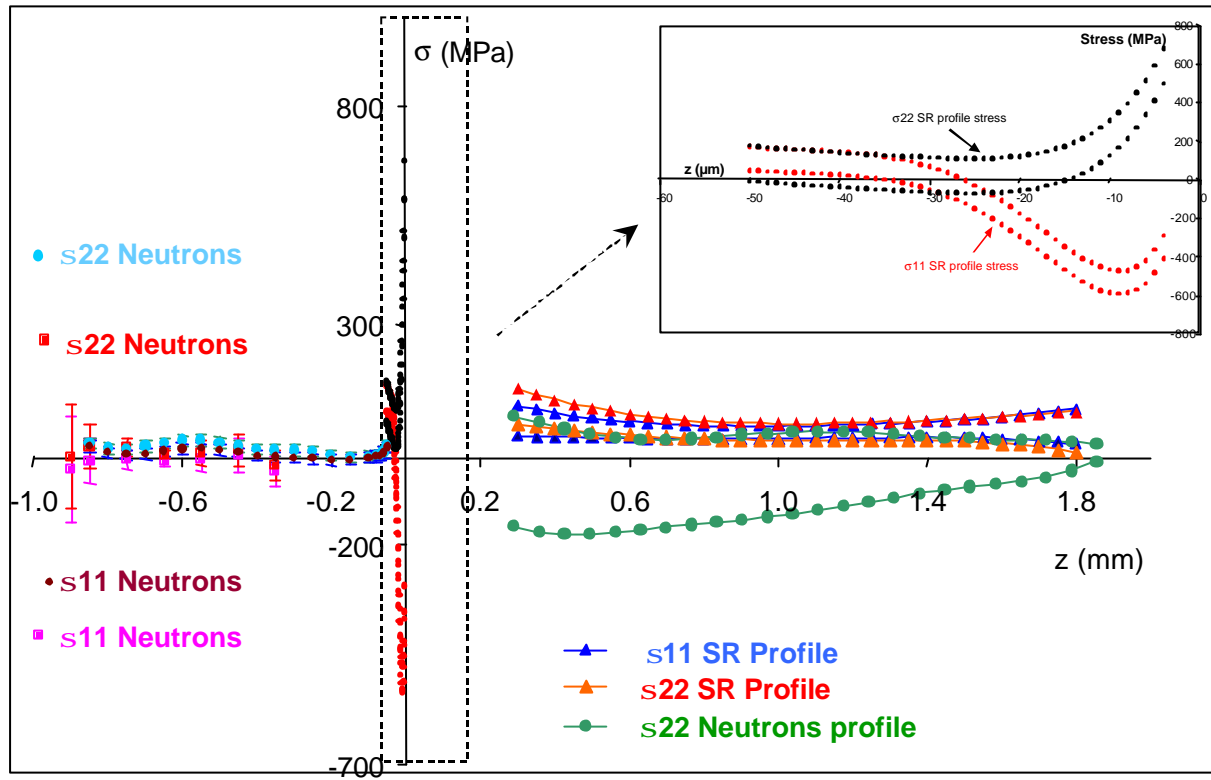 σ (MPa)
800
300
-200
-700
-1.0
-0.6
-0.2
0.2
0.6
1.0
1.4
1.8
z (mm)
s22 Neutrons
s22 Neutrons
s11 Neutrons
s11 Neutrons
s11 SR Profile
s22 SR Profile
s22 Neutrons profile
Stress (MPa)
800
600
400
200
0
-200
-400
-600
-800
σ22 SR profile stress
z (µm)
-60
-50
-40
-30
-20
-10
0
σ11 SR profile stress